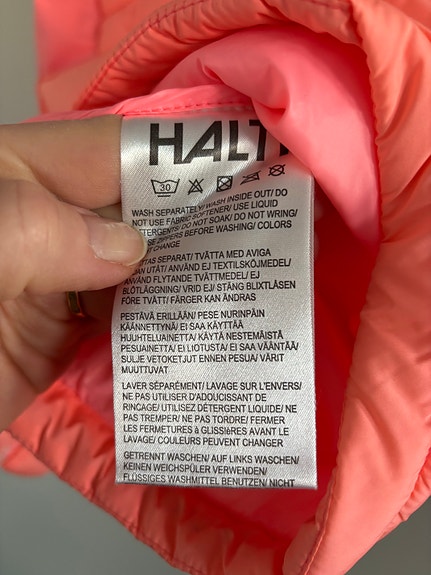 HALTI
30
WASH SEPARATELY/ WASH INSIDE OUT/ DO
NOT USE FABRIC SOFTENER/ USE LIQUID
DETERGENTS/ DO NOT SOAK/ DO NOT WRING/
ZIPPERS BEFORE WASHING/ COLORS
CHANGE
SEPARAT/ TVÄTTA MED AVIGA
UTÅT/ ANVÄND EJ TEXTILSKÖJMEDEL/
ANVÄND FLYTANDE TVÄTTMEDEL/ EJ
BLÖTLÄGGNING/ VRID EJ/ STÄNG BLIXTLÅSEN
FÖRE TVÄTT/ FÄRGER KAN ÄNDRAS
PESTÄVÄ ERILLÄÄN/ PESE NURINPÄIN
KÄÄNNETTYNÄ/ EI SAA KÄYTTÄÄ
HUUHTELUAINETTA/ KÄYTÄ NESTEMÄISTÄ
PESUAINETTA/ EI LIOTUSTA/ EI SAA VÄÄNTÄÄ/
SULJE VETOKETJUT ENNEN PESUA/ VÄRIT
MUUTTUVAT
LAVER SÉPARÉMENT/ LAVAGE SUR L'ENVERS/
NE PAS UTILISER D'ADOUCISSANT DE
RINCAGE/ UTILISEZ DÉTERGENT LIQUIDE/ NE
PAS TREMPER/ NE PAS TORDRE/ FERMER
LES FERMETURES à GLISSIèRES AVANT LE
LAVAGE/ COULEURS PEUVENT CHANGER
GETRENNT WASCHEN/ AUF LINKS WASCHEN/
KEINEN WEICHSPÜLER VERWENDEN/
FLÜSSIGES WASHMITTEL BENUTZEN/ NICHT